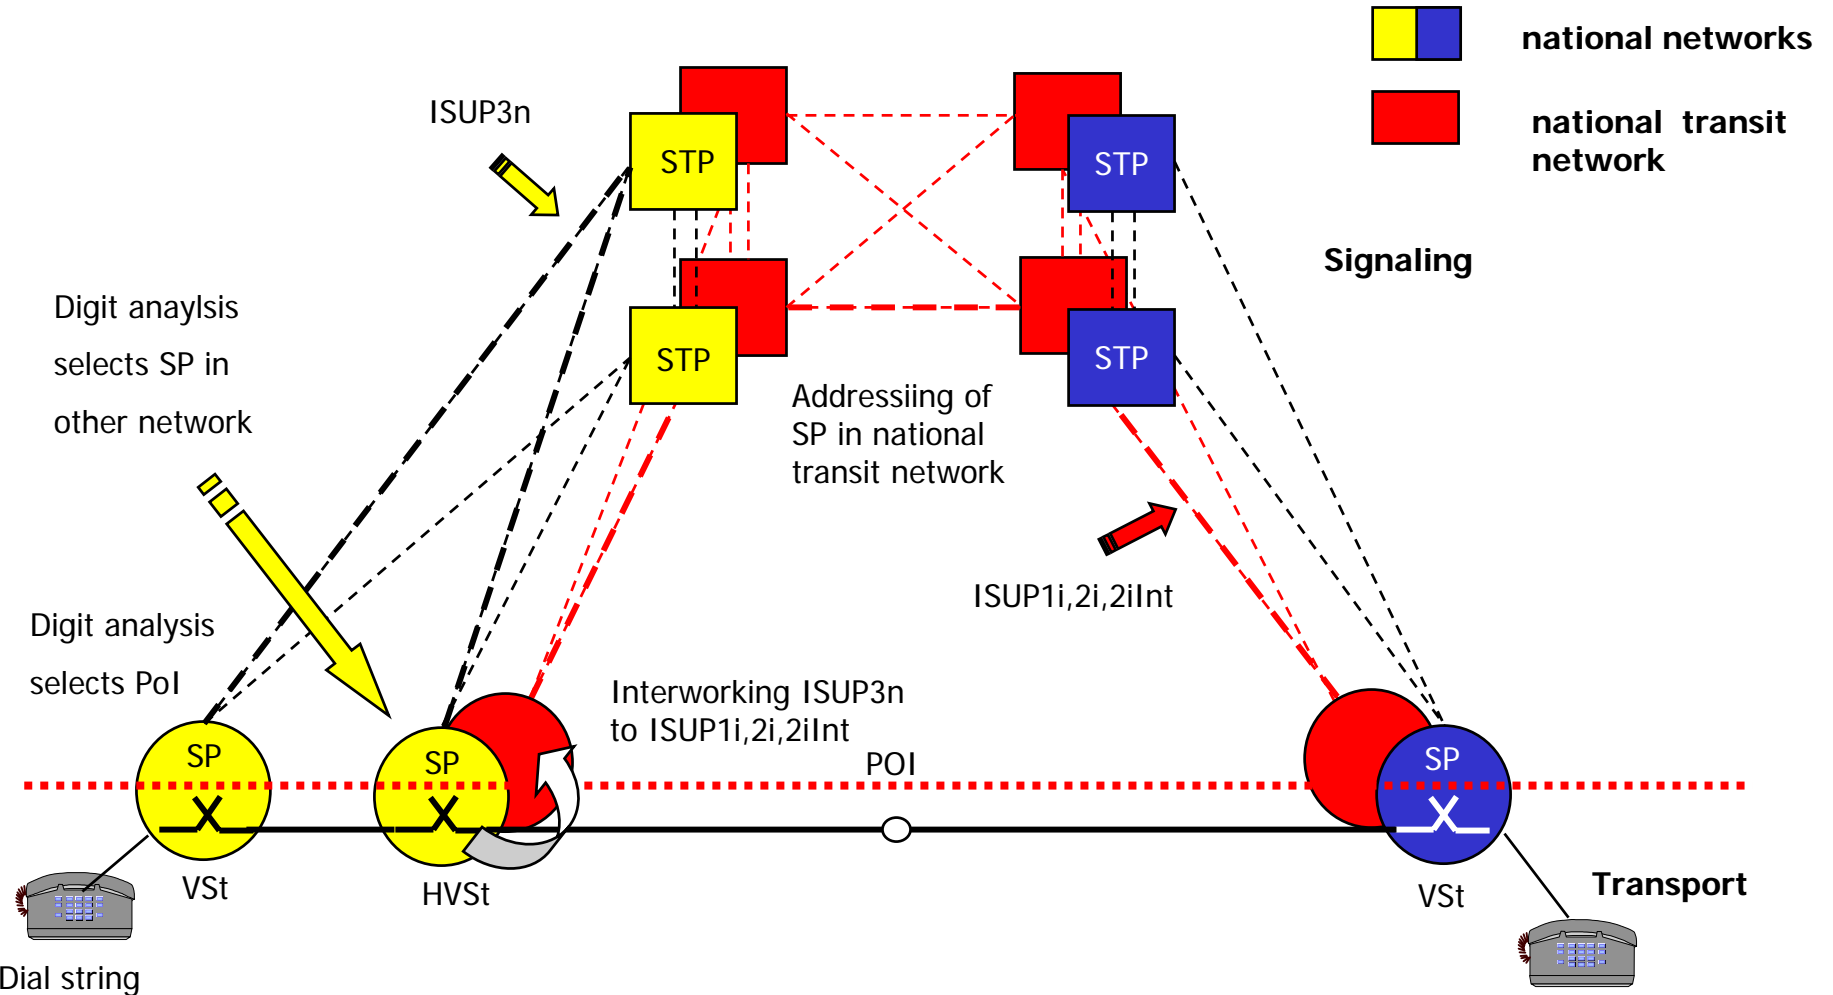 national networks
national transit
network
ISUP3n
STP
STP
Signaling
Digit anaylsis
selects SP in
other network
STP
STP
Addressiing of
SP in national
transit network
ISUP1i,2i,2iInt
Digit analysis
selects PoI
Interworking ISUP3n
to ISUP1i,2i,2iInt
POI
SP
SP
SP
VSt
HVSt
VSt
Transport
Dial string